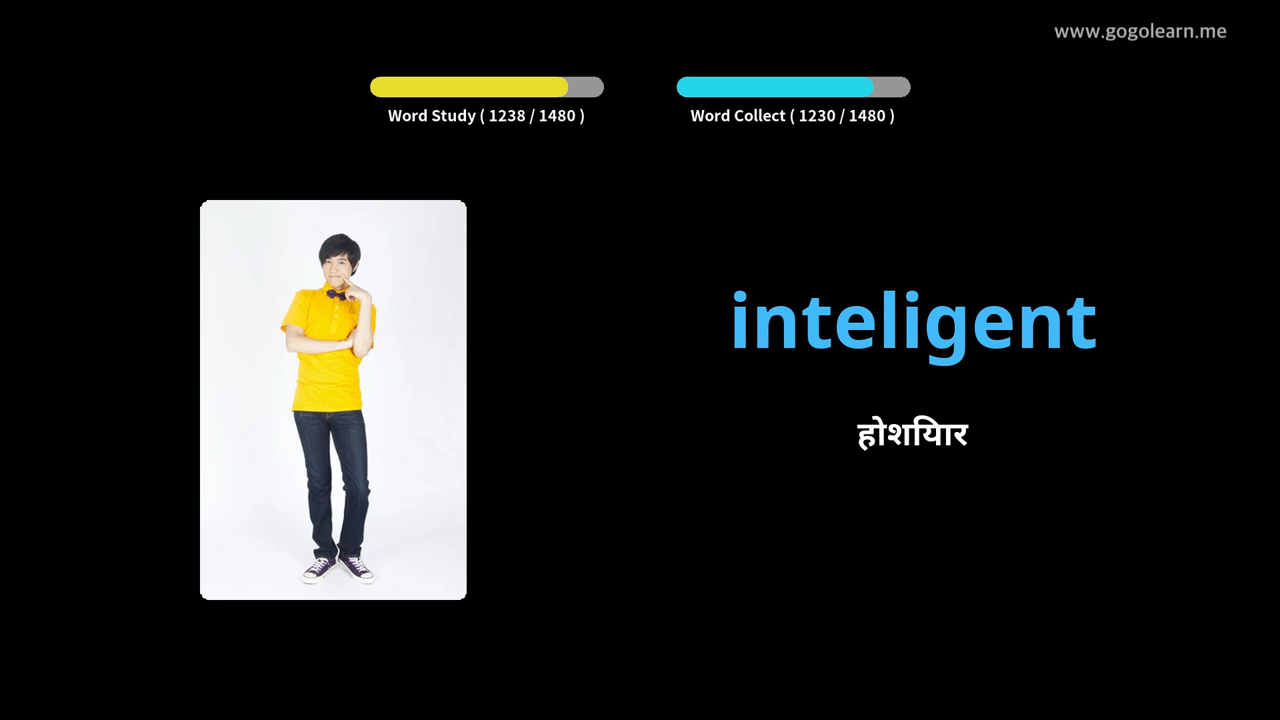 www.gogolearn.me
Word Study ( 1238 / 1480 )
Word Collect ( 1230 / 1480 )
inteligent
होशियार